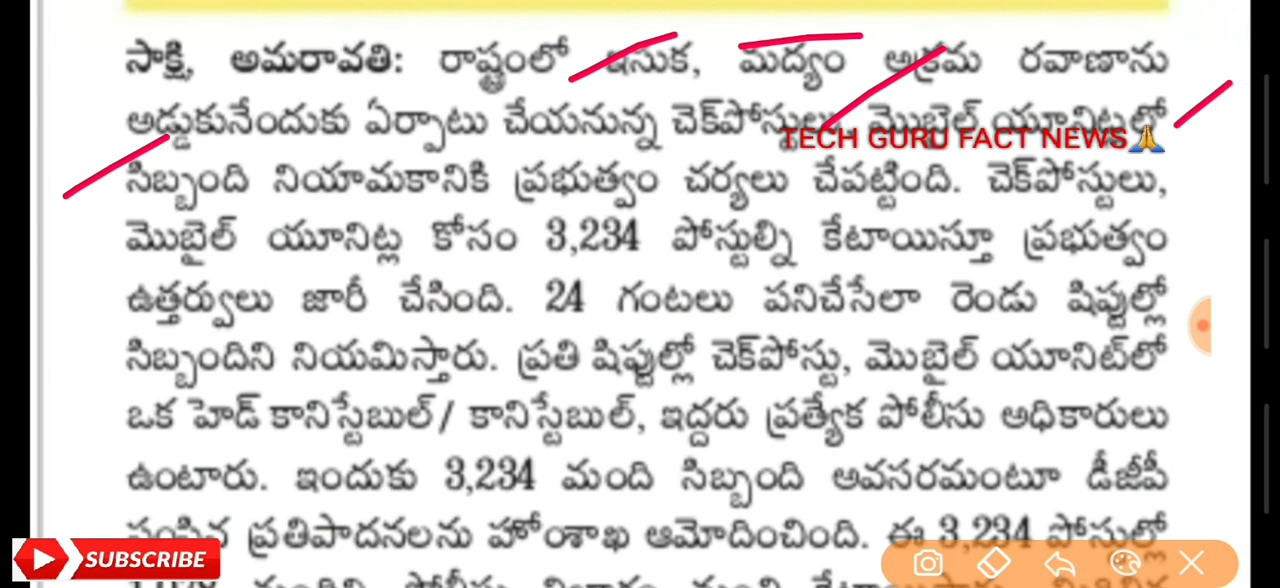 సాక్షి, అమరావతి: రాష్ట్రంలో ఇసుక, మద్యం అక్రమ రవాణాను
అడ్డుకునేందుకు ఏర్పాటు చేయనున్న చెక్‌పోస్టులు, మొబైల్ యూనిట్లల్లో
TECH GURU FACT NEWS🙏
సిబ్బంది నియామకానికి ప్రభుత్వం చర్యలు చేపట్టింది. చెక్‌పోస్టులు,
మొబైల్ యూనిట్ల కోసం 3,234 పోస్టుల్ని కేటాయిస్తూ ప్రభుత్వం
ఉత్తర్వులు జారీ చేసింది. 24 గంటలు పనిచేసేలా రెండు షిఫ్టుల్లో
సిబ్బందిని నియమిస్తారు. ప్రతి షిఫ్టుల్లో చెక్‌పోస్టు, మొబైల్ యూనిట్‌లో
ఒక హెడ్ కానిస్టేబుల్/ కానిస్టేబుల్, ఇద్దరు ప్రత్యేక పోలీసు అధికారులు
ఉంటారు. ఇందుకు 3,234 మంది సిబ్బంది అవసరమంటూ డీజీపీ
పంపిన ప్రతిపాదనలను హోంశాఖ ఆమోదించింది. ఈ 3,234 పోస్టుల్లో
SUBSCRIBE